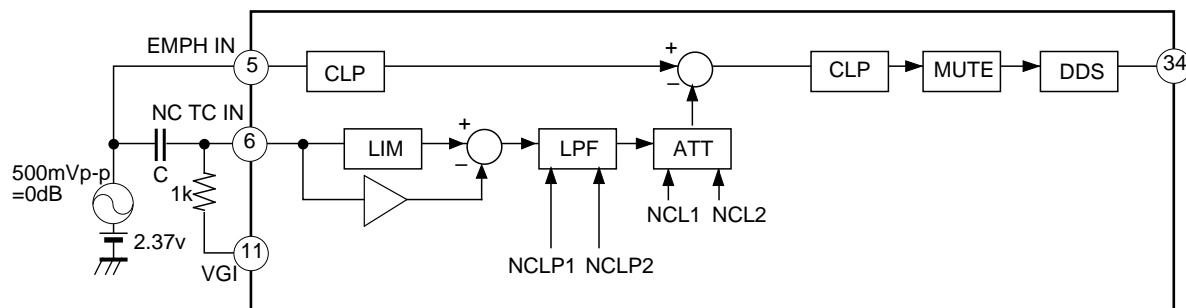 EMPH IN
5
CLP
+
−
CLP
MUTE
DDS
34
NC TC IN
6
C
LIM
+
−
LPF
ATT
500mVp-p
=0dB
1k
2.37v
11
VGI
NCLP1
NCLP2
NCL1
NCL2